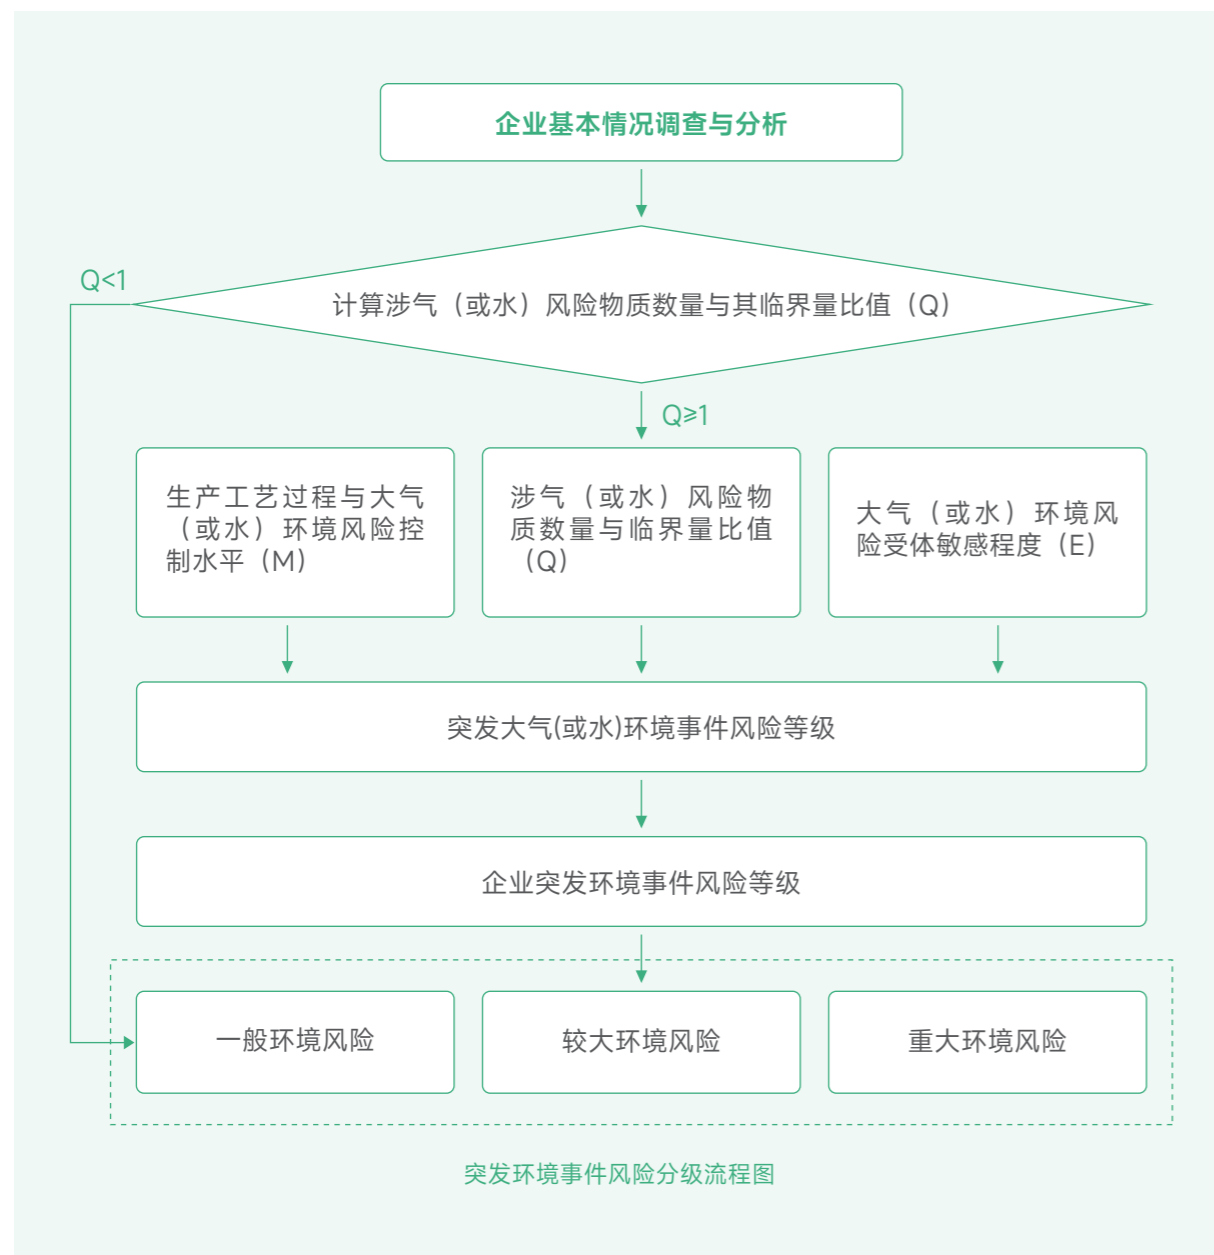 企业基本情况调查与分析
Q<1
计算涉气（或水）风险物质数量与其临界量比值（Q）
Q≥1
生产工艺过程与大气
（或水）环境风险控
制水平（M）
涉气（或水）风险物
质数量与临界量比值
（Q）
大气（或水）环境风
险受体敏感程度（E）
突发大气(或水)环境事件风险等级
企业突发环境事件风险等级
一般环境风险
较大环境风险
重大环境风险
突发环境事件风险分级流程图